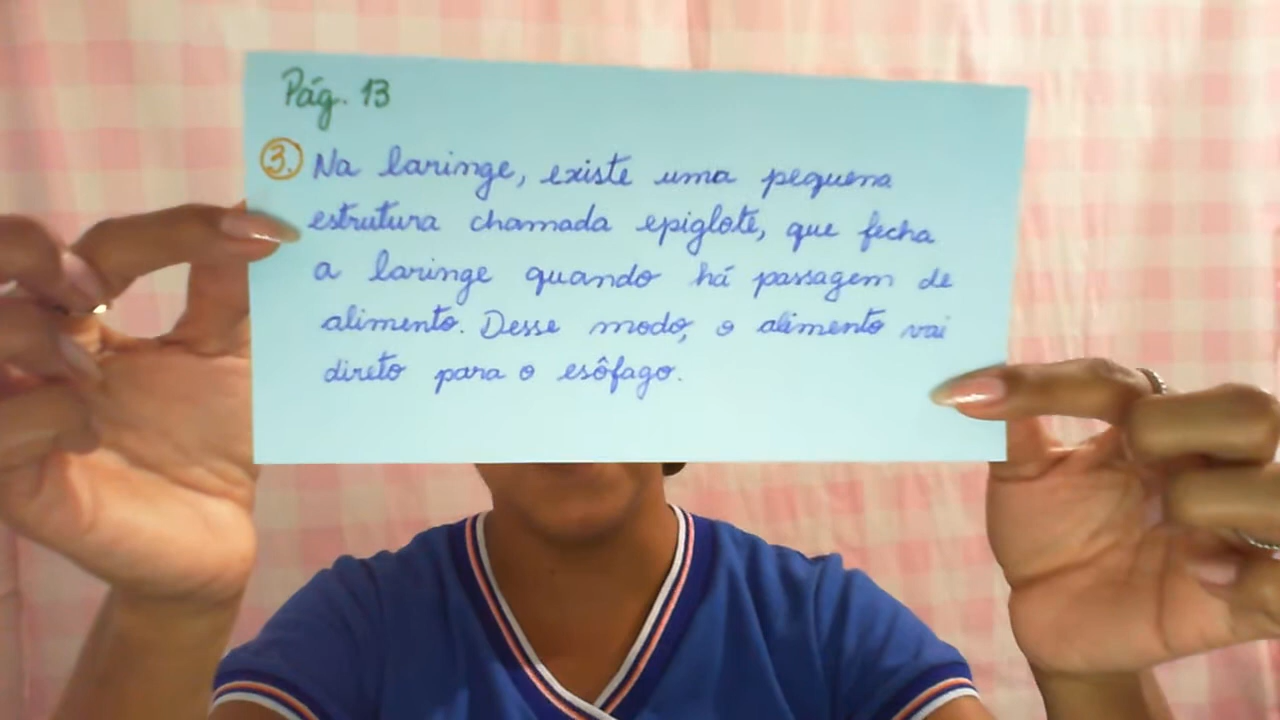 Pág. 13
3. Na laringe, existe uma pequena
estrutura chamada epiglote, que fecha
a laringe quando há passagem de
alimento. Desse modo, o alimento vai
direto para o esôfago.